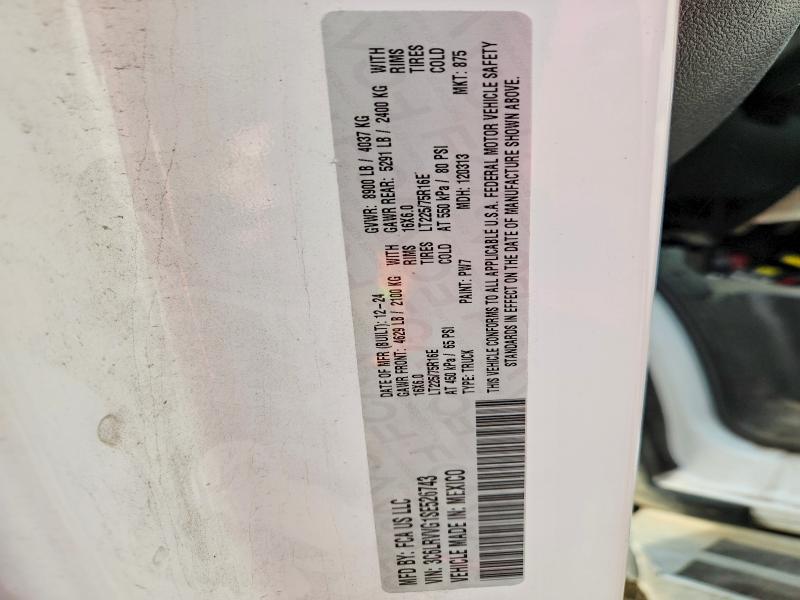 MFD BY: FCA US LLC
VIN: 3C6LRVVG1SE526743
VEHICLE MADE IN: MEXICO
DATE OF MFR (BUILT): 12-24 GVWR: 8900 LB / 4037 KG
GAWR FRONT: 4629 LB / 2100 KG WITH GAWR REAR: 5291 LB / 2400 KG WITH
16X6.0 RIMS 16X6.0 RIMS
LT225/75R16E TIRES LT225/75R16E TIRES
AT 450 kPa / 65 PSI COLD AT 550 kPa / 80 PSI COLD
TYPE: TRUCK PAINT: PW7 MDH: 120313 MKT: 875
THIS VEHICLE CONFORMS TO ALL APPLICABLE U.S.A. FEDERAL MOTOR VEHICLE SAFETY
STANDARDS IN EFFECT ON THE DATE OF MANUFACTURE SHOWN ABOVE.